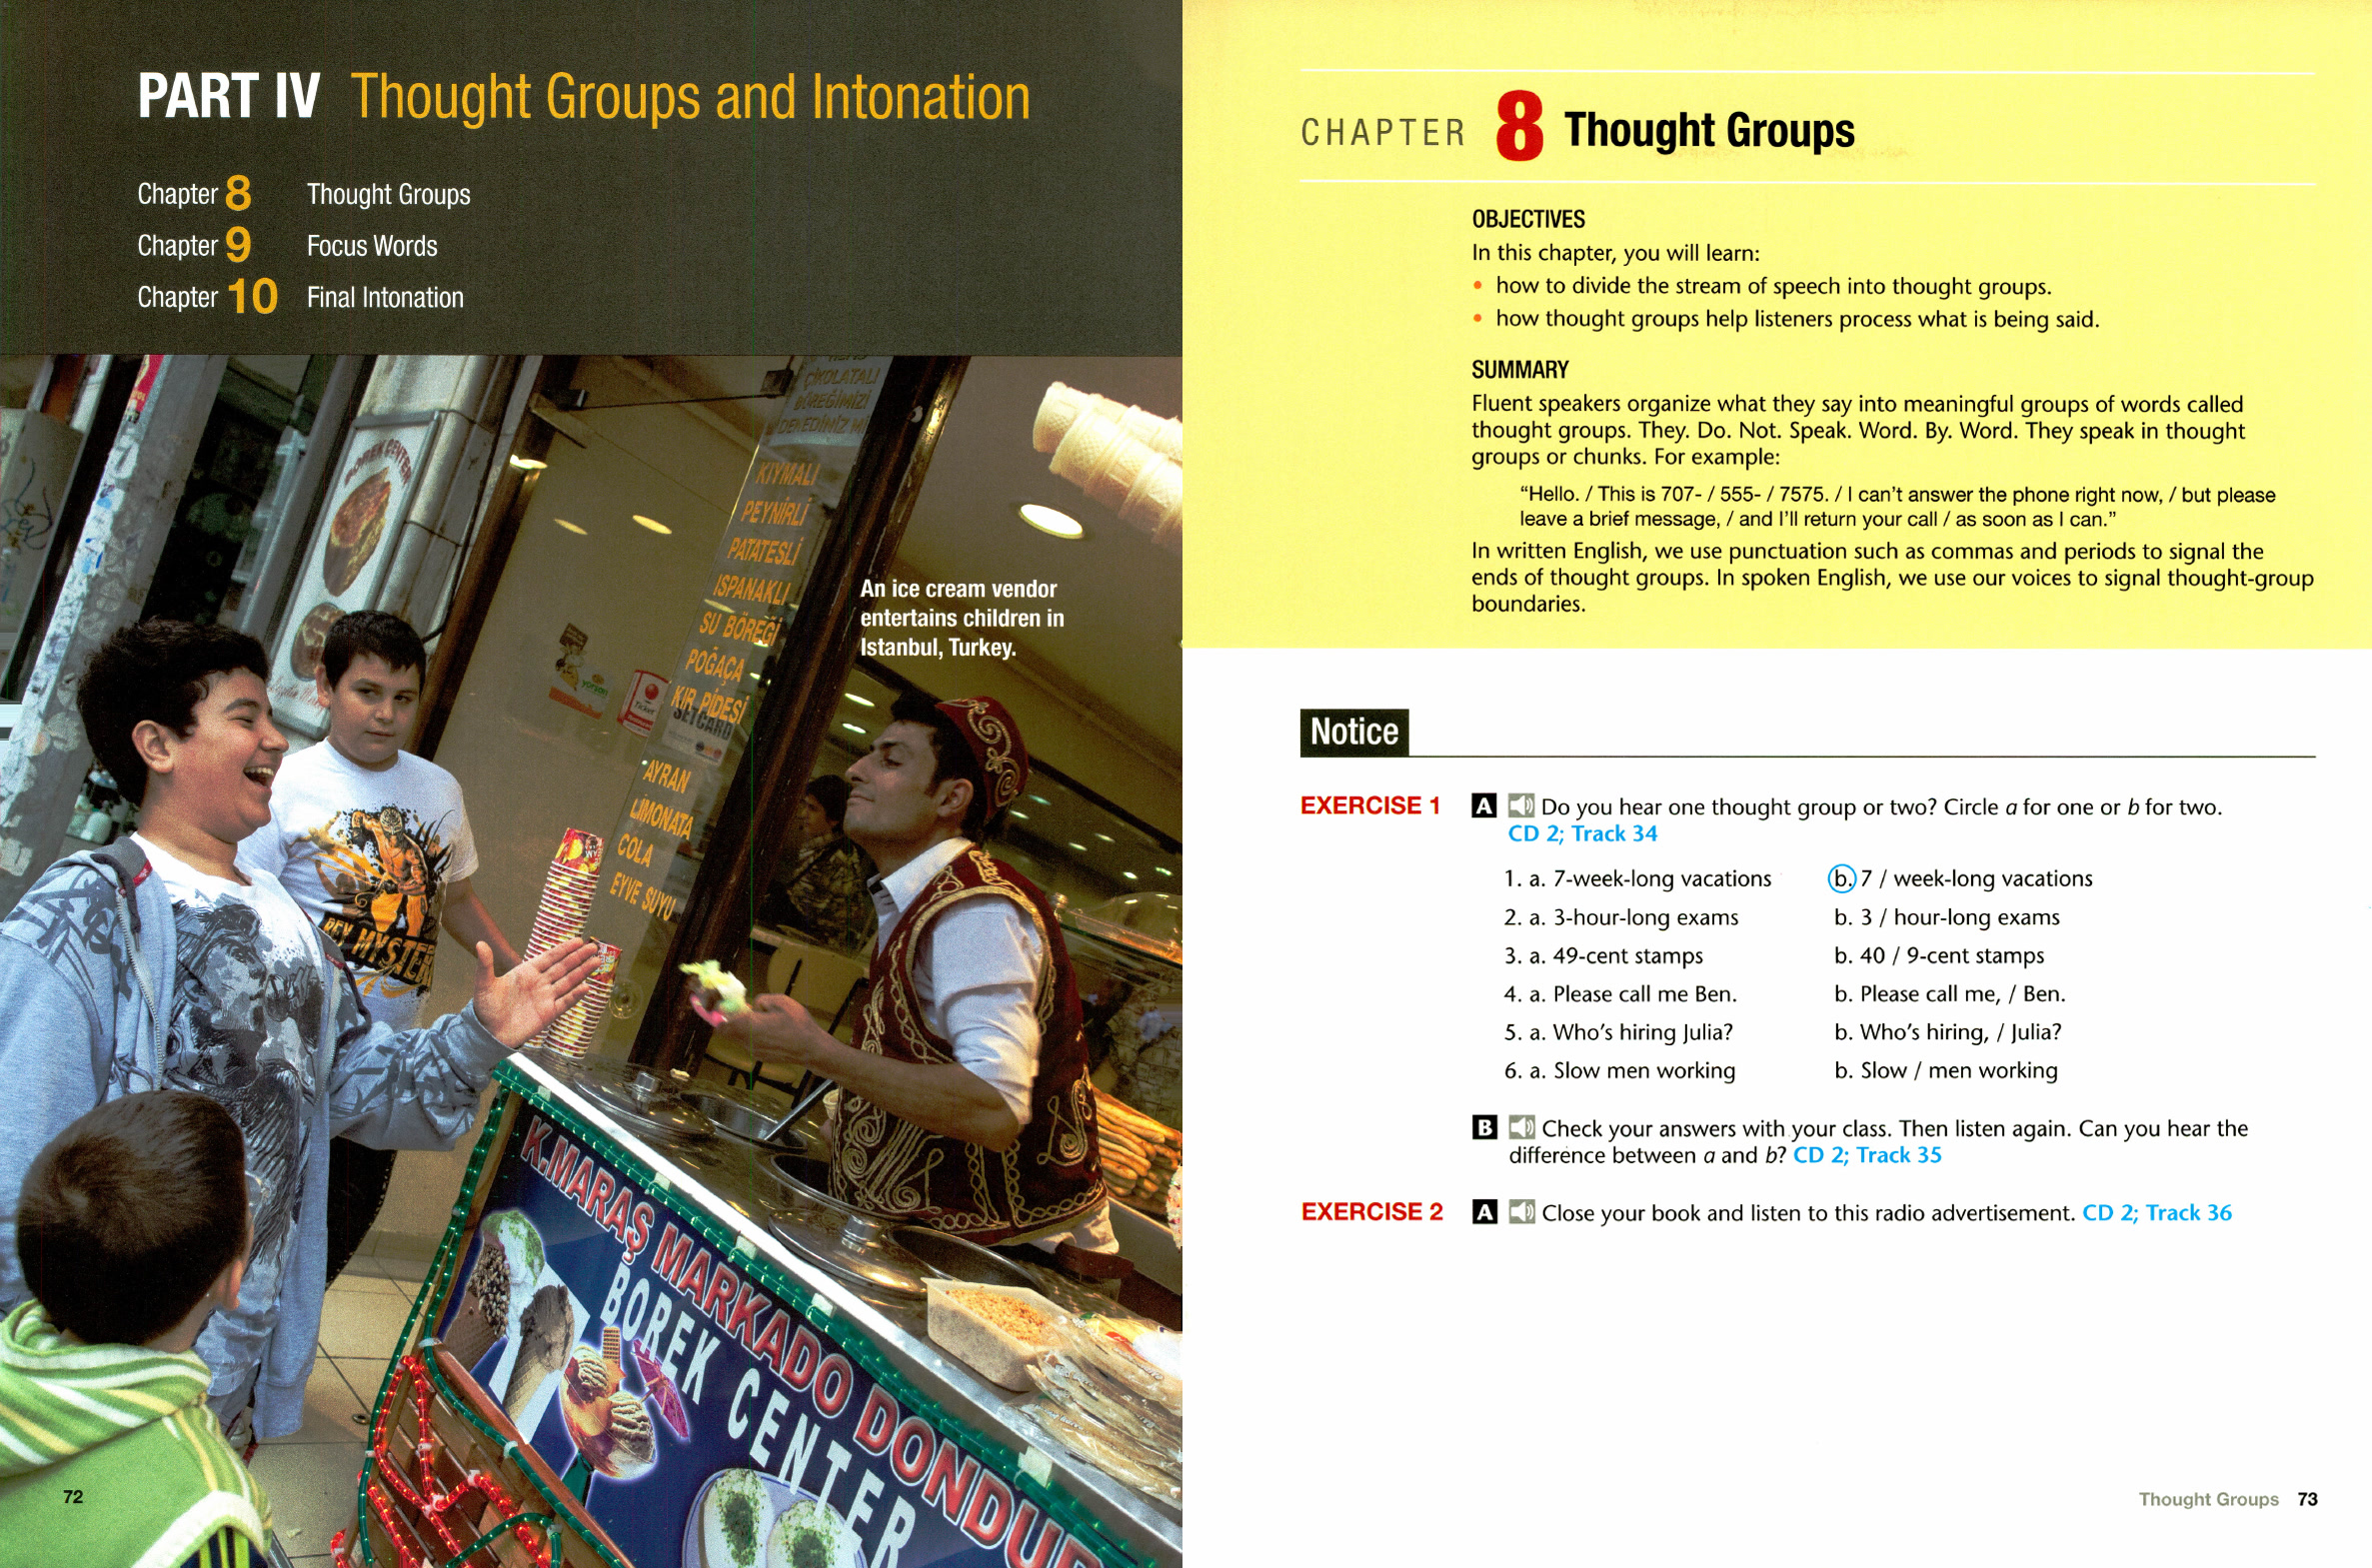 PART IV Thought Groups and Intonation
Chapter 8 Thought Groups
Chapter 9 Focus Words
Chapter 10 Final Intonation
ÇİKOLATALI
BÖREĞİMİZİ
DENEDİNİZ Mİ
KIYMALI
PEYNİRLİ
PATATESLİ
ISPANAKLI
SU BÖREĞİ
POĞAÇA
KIR PİDESİ
SETCARD
AYRAN
LİMONATA
COLA
EYVE SUYU
BOREK CENTER
Ticket
REY MYSTER
An ice cream vendor
entertains children in
Istanbul, Turkey.
K.MARAŞ MARKADO DONDUR
BOREK CENTER
72
CHAPTER 8 Thought Groups
OBJECTIVES
In this chapter, you will learn:
• how to divide the stream of speech into thought groups.
• how thought groups help listeners process what is being said.
SUMMARY
Fluent speakers organize what they say into meaningful groups of words called
thought groups. They. Do. Not. Speak. Word. By. Word. They speak in thought
groups or chunks. For example:
“Hello. / This is 707- / 555- / 7575. / I can’t answer the phone right now, / but please
leave a brief message, / and I’ll return your call / as soon as I can.”
In written English, we use punctuation such as commas and periods to signal the
ends of thought groups. In spoken English, we use our voices to signal thought-group
boundaries.
Notice
EXERCISE 1 A Do you hear one thought group or two? Circle a for one or b for two.
CD 2; Track 34
1. a. 7-week-long vacations b. 7 / week-long vacations
2. a. 3-hour-long exams b. 3 / hour-long exams
3. a. 49-cent stamps b. 40 / 9-cent stamps
4. a. Please call me Ben. b. Please call me, / Ben.
5. a. Who’s hiring Julia? b. Who’s hiring, / Julia?
6. a. Slow men working b. Slow / men working
B Check your answers with your class. Then listen again. Can you hear the
difference between a and b? CD 2; Track 35
EXERCISE 2 A Close your book and listen to this radio advertisement. CD 2; Track 36
Thought Groups 73